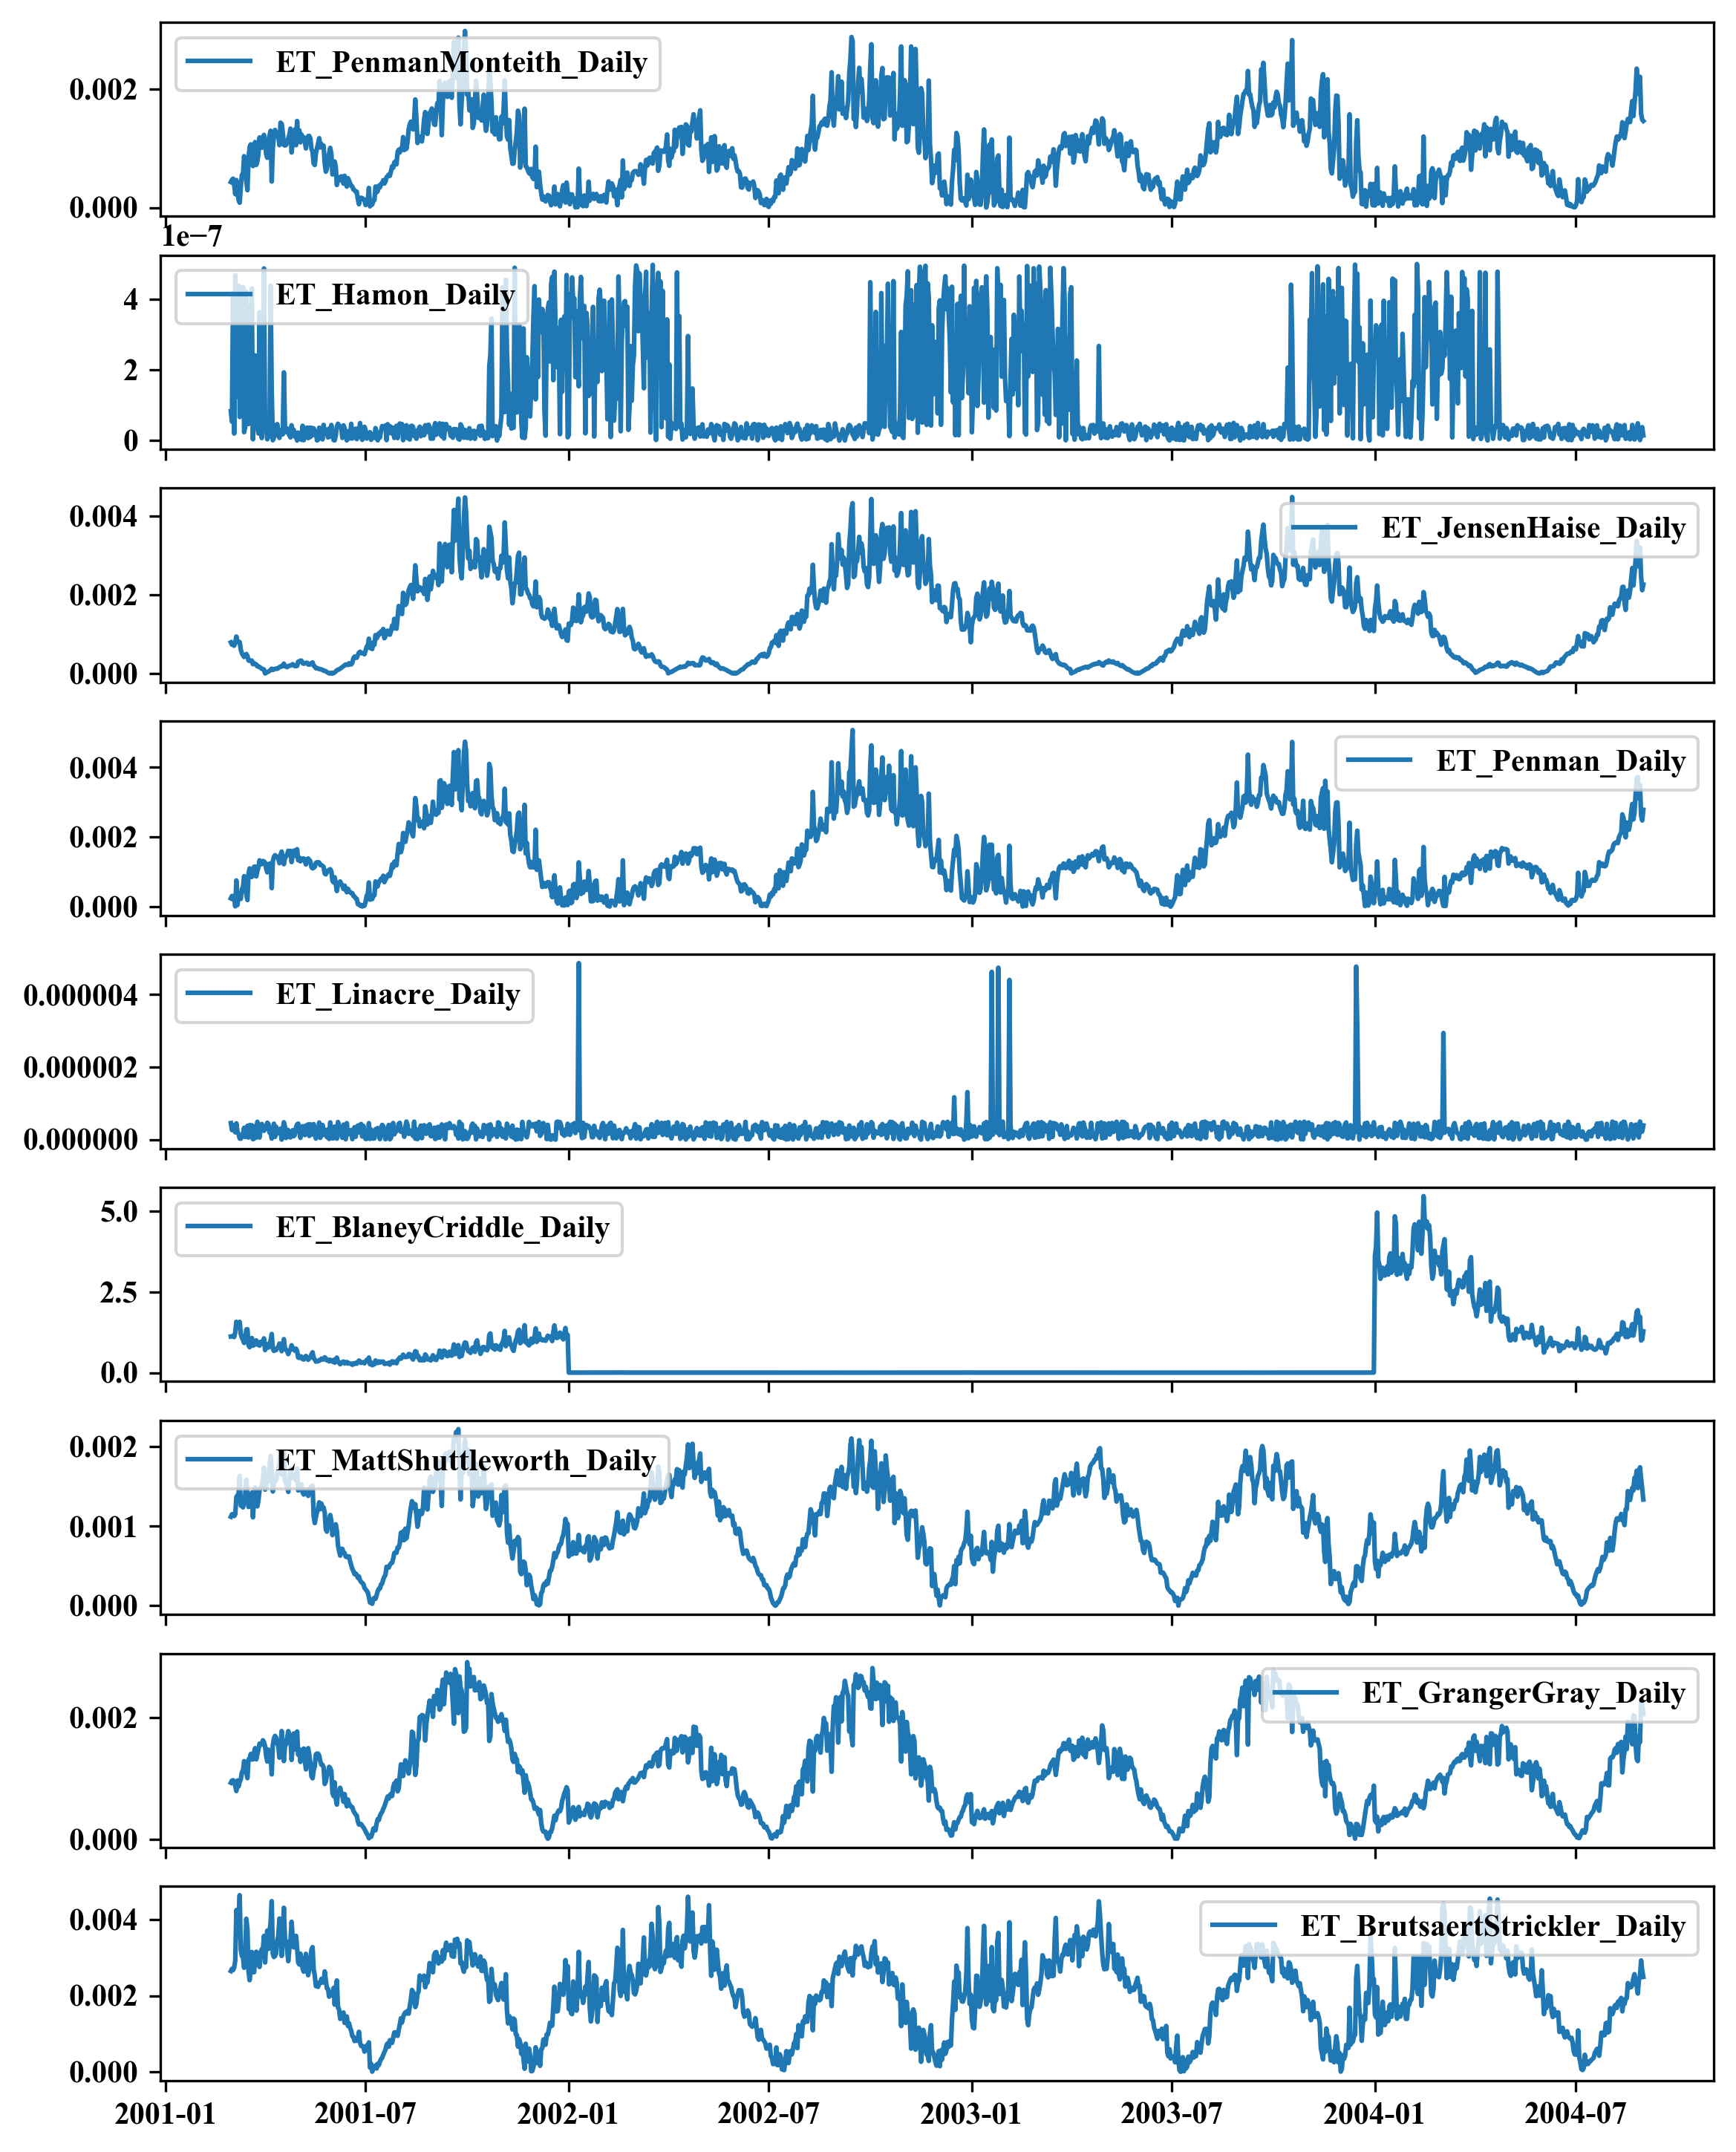 ET_PenmanMonteith_Daily
0.002
0.000
1e−7
ET_Hamon_Daily
4
2
0
ET_JensenHaise_Daily
0.004
0.002
0.000
ET_Penman_Daily
0.004
0.002
0.000
ET_Linacre_Daily
0.000004
0.000002
0.000000
ET_BlaneyCriddle_Daily
5.0
2.5
0.0
ET_MattShuttleworth_Daily
0.002
0.001
0.000
ET_GrangerGray_Daily
0.002
0.000
ET_BrutsaertStrickler_Daily
0.004
0.002
0.000
2001-01 2001-07 2002-01 2002-07 2003-01 2003-07 2004-01 2004-07